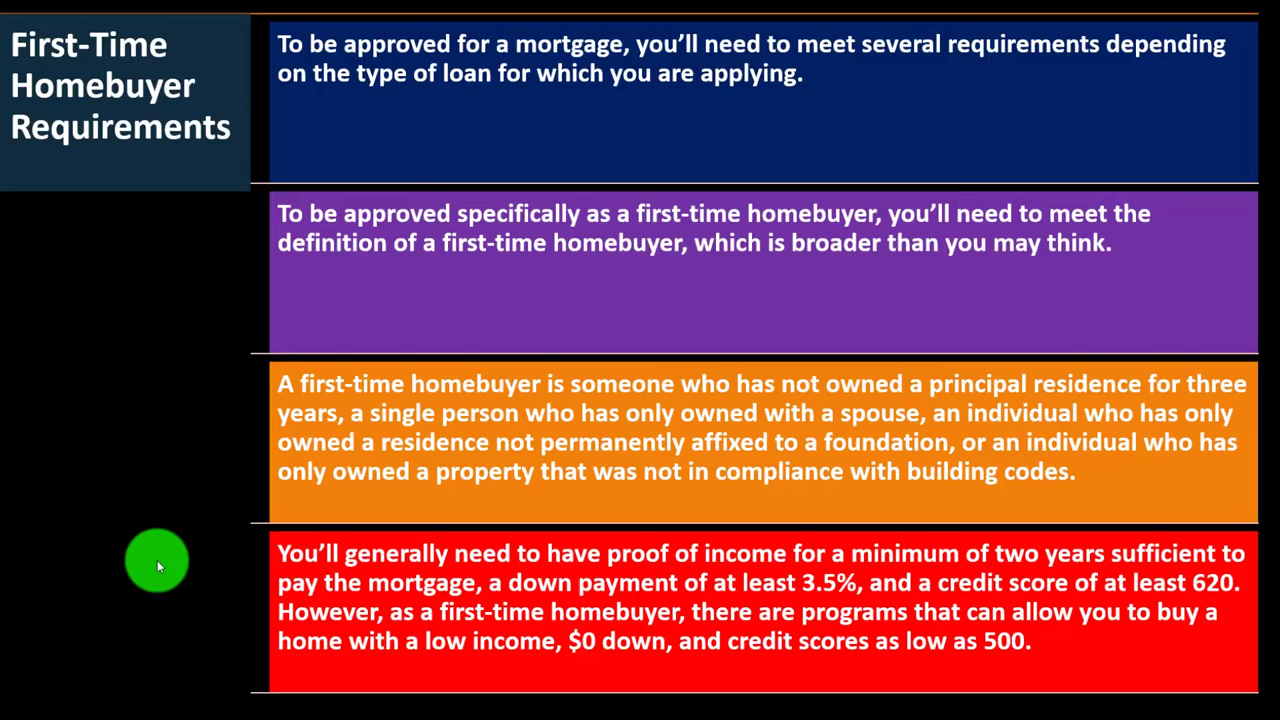 First-Time
Homebuyer
Requirements
To be approved for a mortgage, you’ll need to meet several requirements depending
on the type of loan for which you are applying.
To be approved specifically as a first-time homebuyer, you’ll need to meet the
definition of a first-time homebuyer, which is broader than you may think.
A first-time homebuyer is someone who has not owned a principal residence for three
years, a single person who has only owned with a spouse, an individual who has only
owned a residence not permanently affixed to a foundation, or an individual who has
only owned a property that was not in compliance with building codes.
You’ll generally need to have proof of income for a minimum of two years sufficient to
pay the mortgage, a down payment of at least 3.5%, and a credit score of at least 620.
However, as a first-time homebuyer, there are programs that can allow you to buy a
home with a low income, $0 down, and credit scores as low as 500.